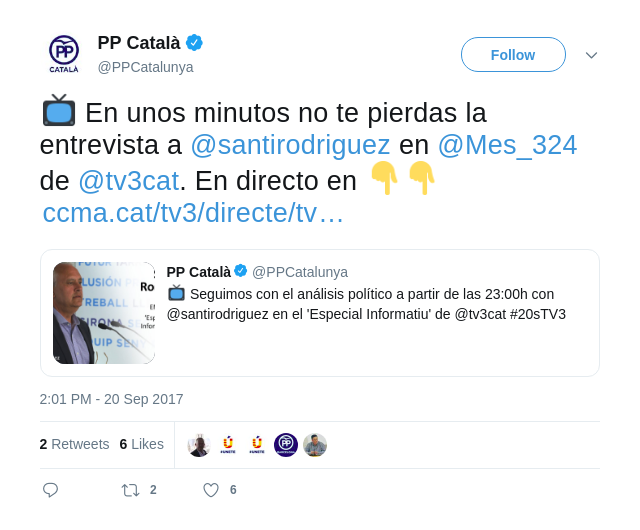 PP CATALÀ
PP Català
@PPCatalunya
Follow
En unos minutos no te pierdas la
entrevista a @santirodriguez en @Mes_324
de @tv3cat. En directo en
ccma.cat/tv3/directe/tv…
PP Català @PPCatalunya
Seguimos con el análisis político a partir de las 23:00h con
@santirodriguez en el 'Especial Informatiu' de @tv3cat #20sTV3
2:01 PM - 20 Sep 2017
2 Retweets 6 Likes
2
6